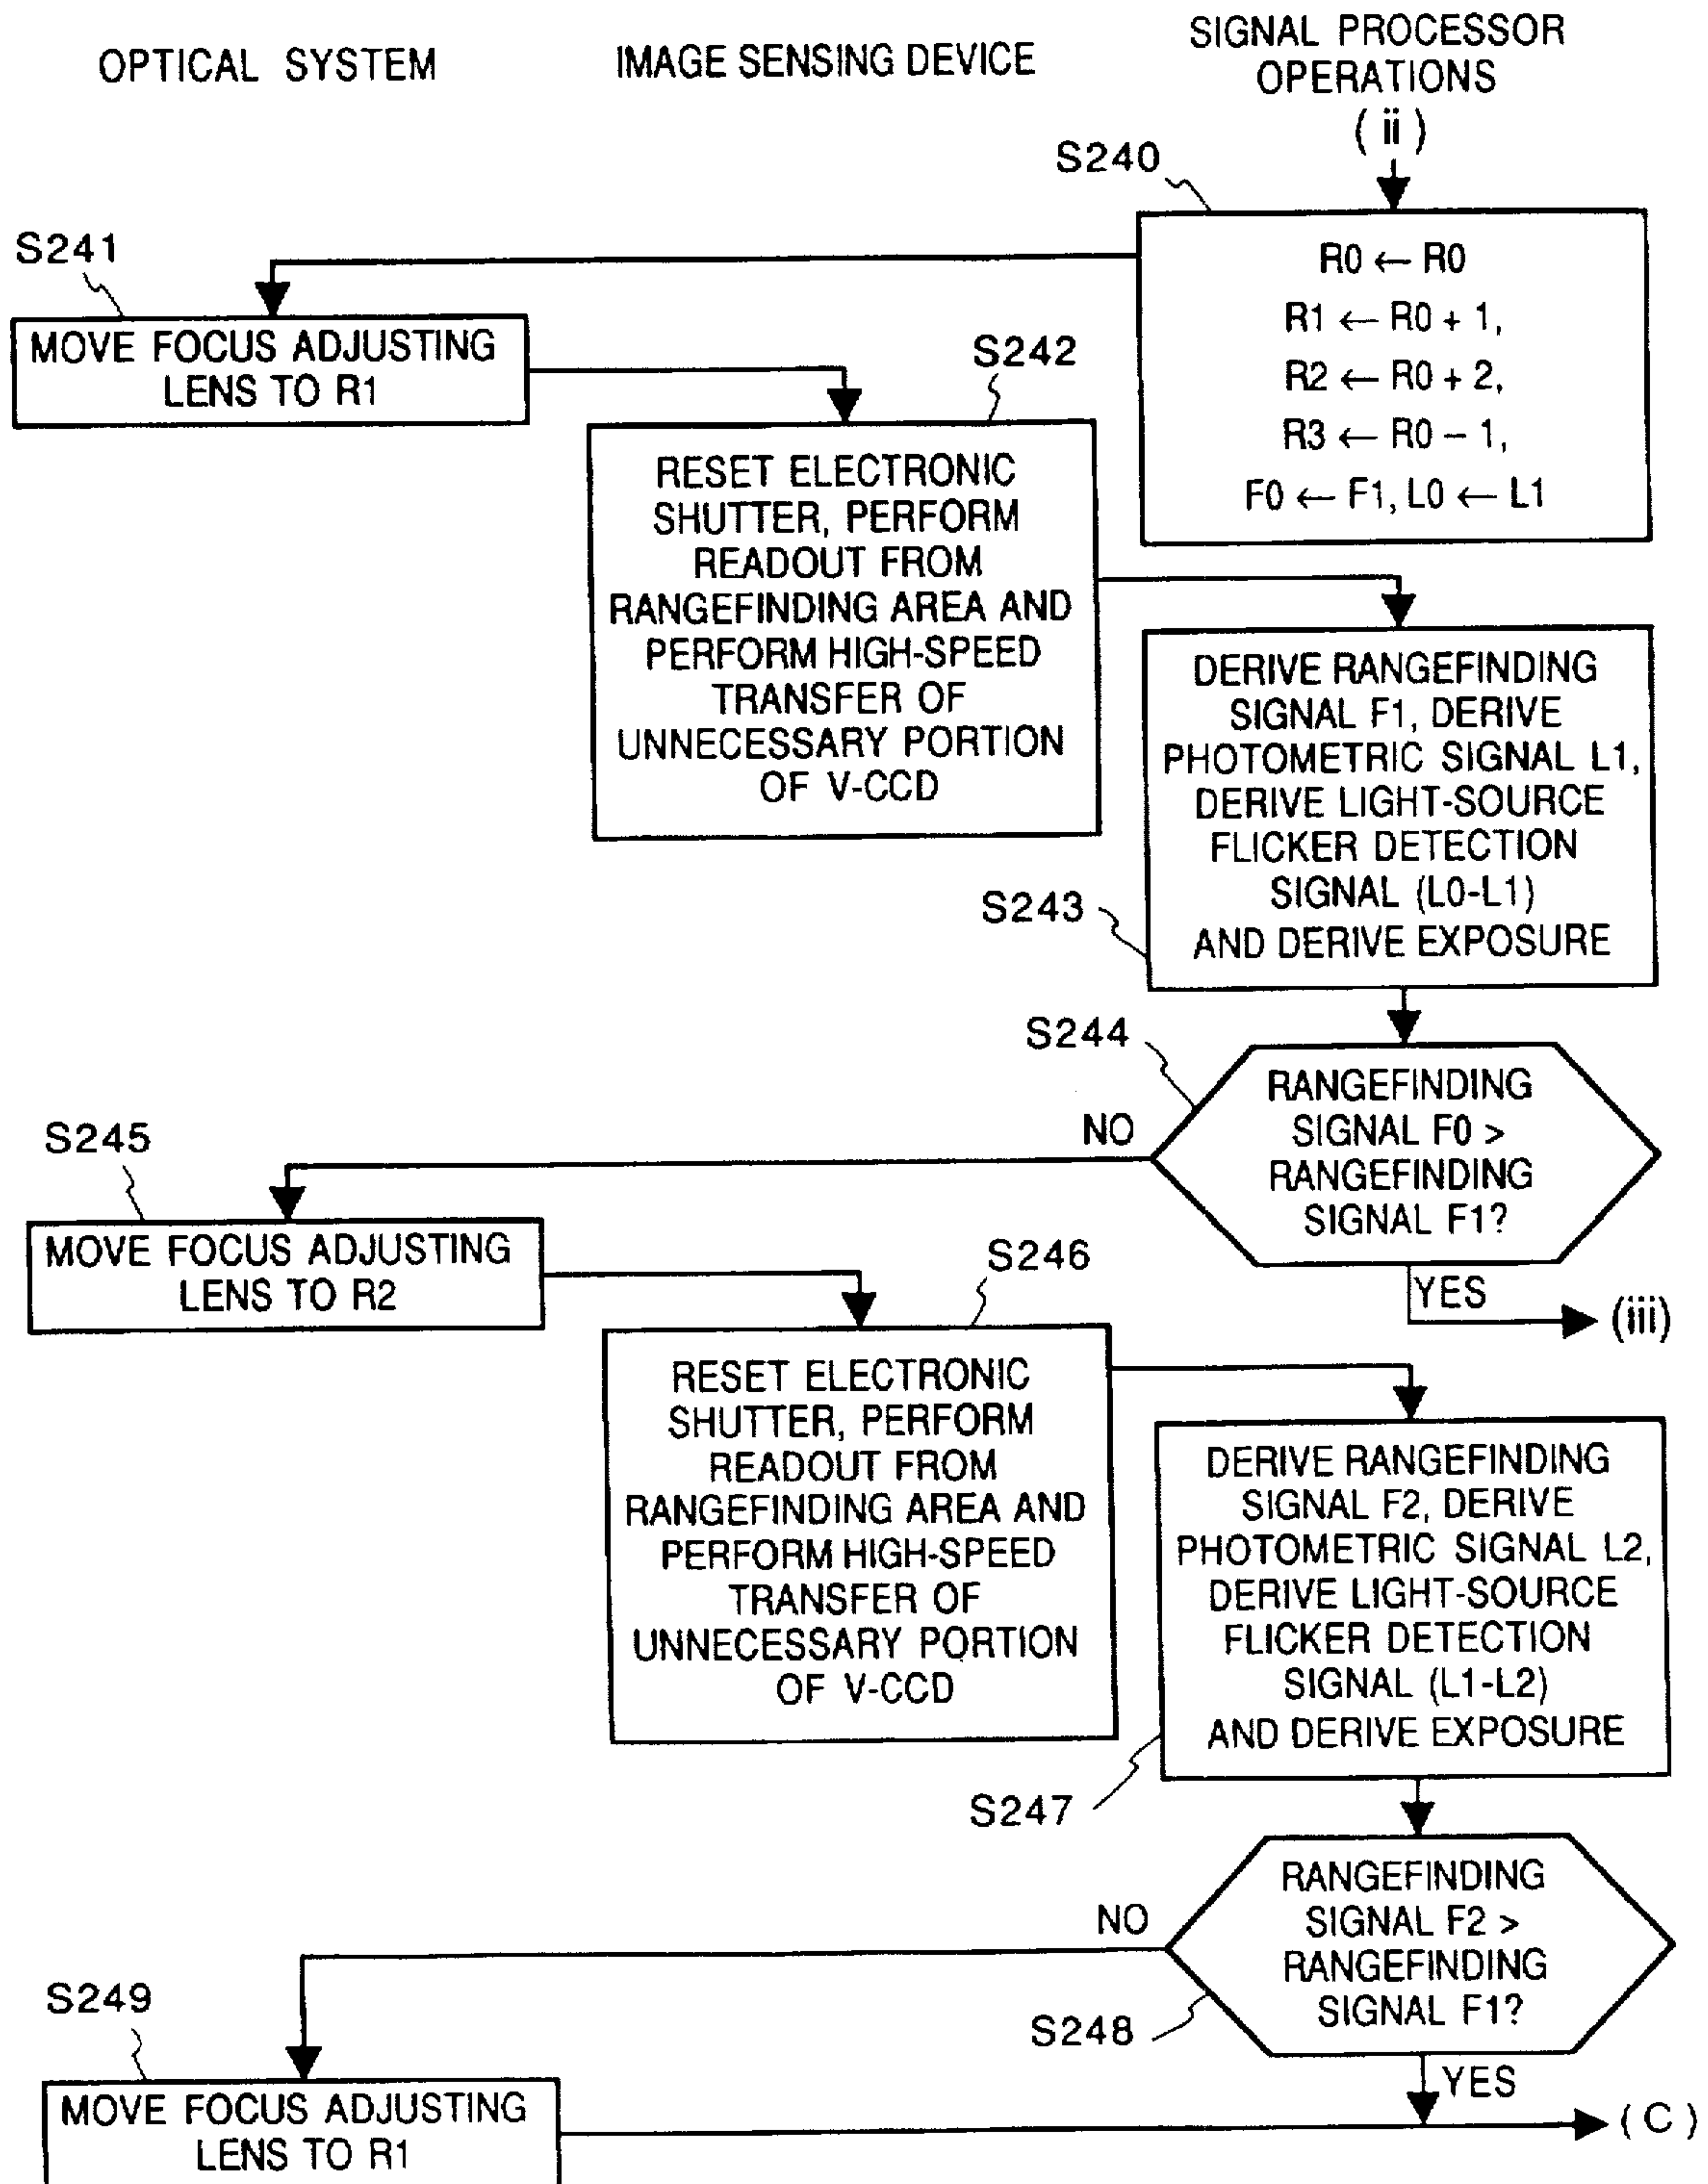 OPTICAL SYSTEM
IMAGE SENSING DEVICE
SIGNAL PROCESSOR
OPERATIONS
( ii )
S240
R0 ← R0
R1 ← R0 + 1,
R2 ← R0 + 2,
R3 ← R0 − 1,
F0 ← F1, L0 ← L1
S241
MOVE FOCUS ADJUSTING
LENS TO R1
S242
RESET ELECTRONIC
SHUTTER, PERFORM
READOUT FROM
RANGEFINDING AREA AND
PERFORM HIGH-SPEED
TRANSFER OF
UNNECESSARY PORTION
OF V-CCD
DERIVE RANGEFINDING
SIGNAL F1, DERIVE
PHOTOMETRIC SIGNAL L1,
DERIVE LIGHT-SOURCE
FLICKER DETECTION
SIGNAL (L0-L1)
AND DERIVE EXPOSURE
S243
S244
RANGEFINDING
SIGNAL F0 >
RANGEFINDING
SIGNAL F1?
NO
YES
(iii)
S245
MOVE FOCUS ADJUSTING
LENS TO R2
S246
RESET ELECTRONIC
SHUTTER, PERFORM
READOUT FROM
RANGEFINDING AREA AND
PERFORM HIGH-SPEED
TRANSFER OF
UNNECESSARY PORTION
OF V-CCD
DERIVE RANGEFINDING
SIGNAL F2, DERIVE
PHOTOMETRIC SIGNAL L2,
DERIVE LIGHT-SOURCE
FLICKER DETECTION
SIGNAL (L1-L2)
AND DERIVE EXPOSURE
S247
RANGEFINDING
SIGNAL F2 >
RANGEFINDING
SIGNAL F1?
NO
S248
YES
S249
MOVE FOCUS ADJUSTING
LENS TO R1
( C )